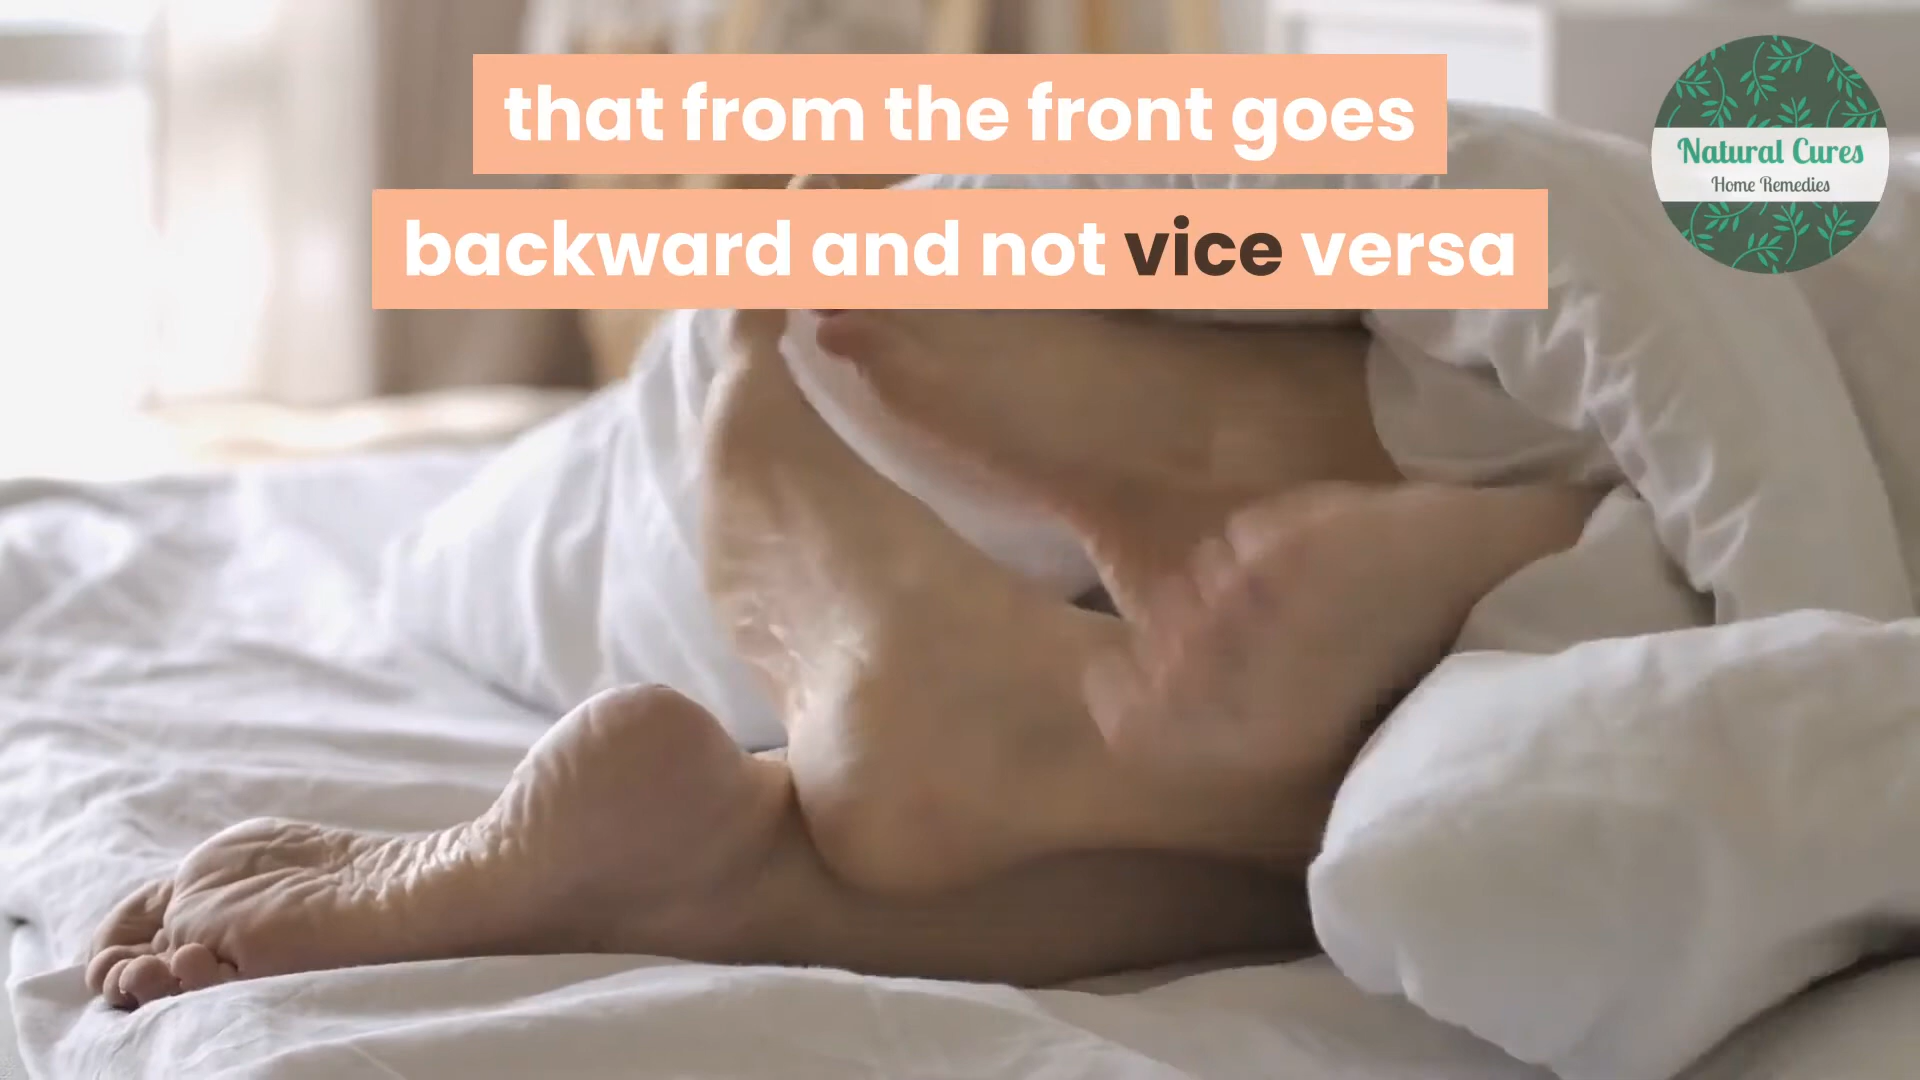 that from the front goes
backward and not vice versa
Natural Cures
Home Remedies